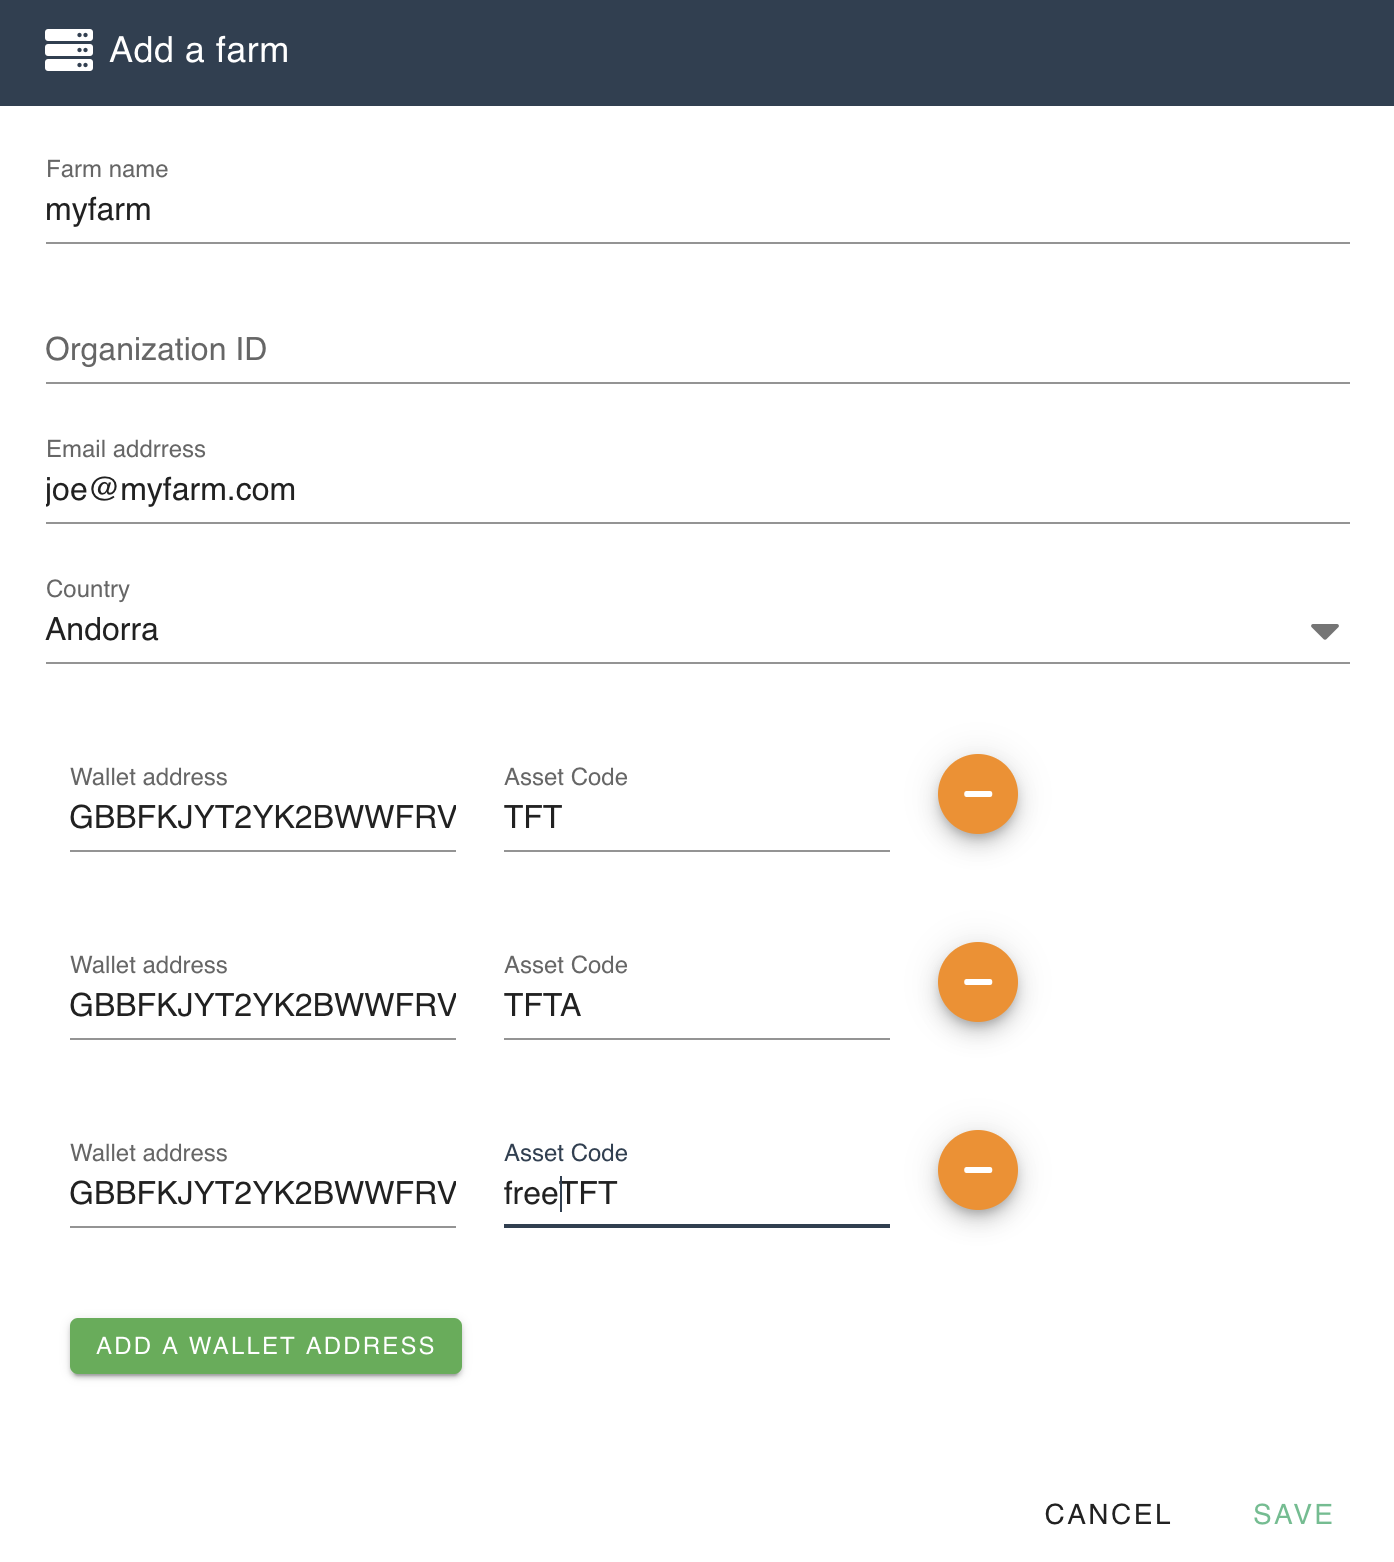 Add a farm
Farm name
myfarm
Organization ID
Email addrress
joe@myfarm.com
Country
Andorra
Wallet address Asset Code
GBBFKJYT2YK2BWWFRV TFT
Wallet address Asset Code
GBBFKJYT2YK2BWWFRV TFTA
Wallet address Asset Code
GBBFKJYT2YK2BWWFRV freeTFT
ADD A WALLET ADDRESS
CANCEL SAVE